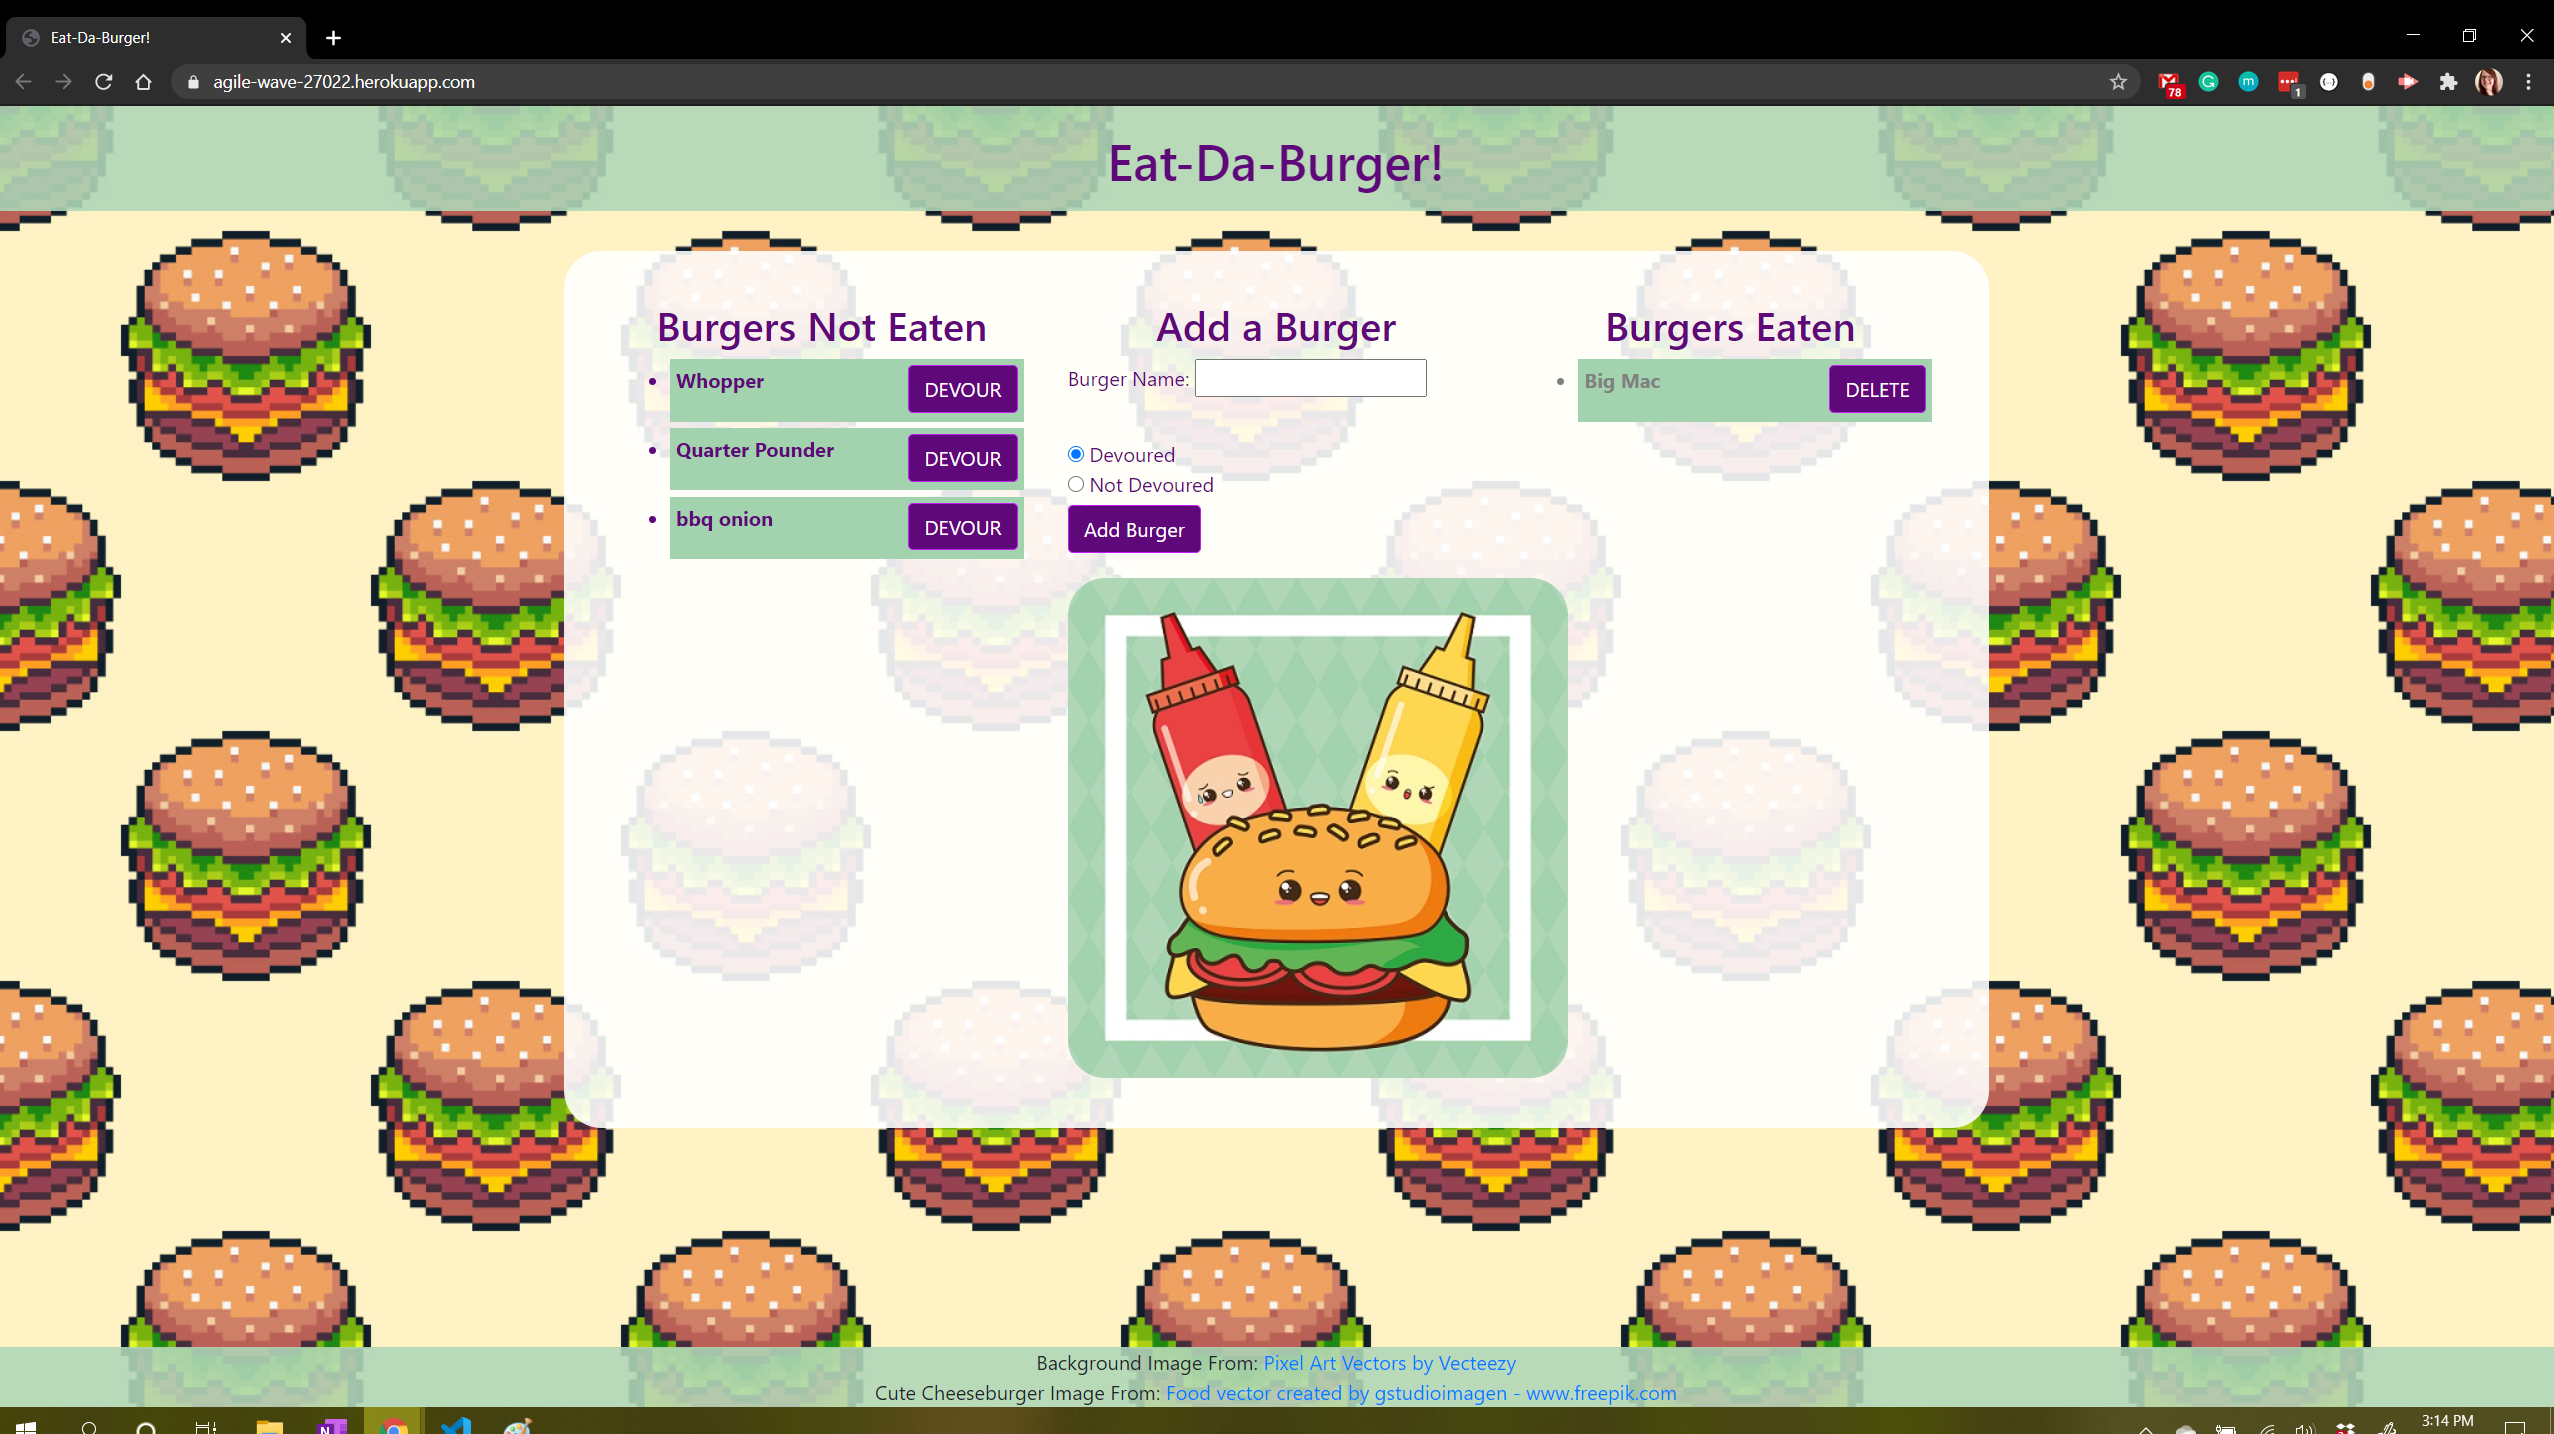 Eat-Da-Burger!
agile-wave-27022.herokuapp.com
78
1
Eat-Da-Burger!
Burgers Not Eaten
Whopper
DEVOUR
Quarter Pounder
DEVOUR
bbq onion
DEVOUR
Add a Burger
Burger Name:
Devoured
Not Devoured
Add Burger
Burgers Eaten
Big Mac
DELETE
Background Image From: Pixel Art Vectors by Vecteezy
Cute Cheeseburger Image From: Food vector created by gstudioimagen - www.freepik.com
3:14 PM